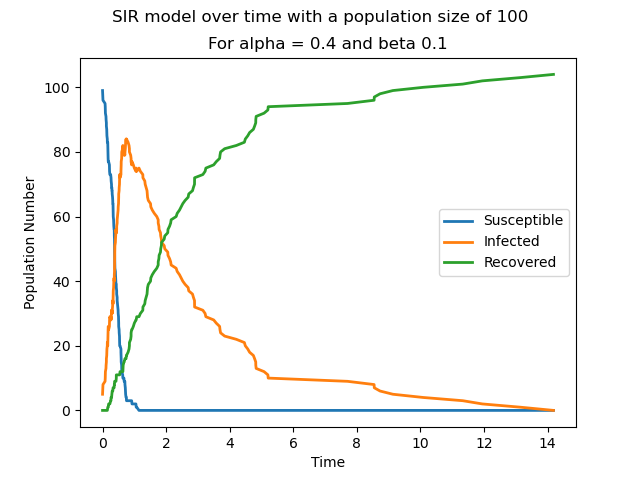 SIR model over time with a population size of 100
For alpha = 0.4 and beta 0.1
Population Number
100
80
60
40
20
0
Susceptible
Infected
Recovered
0 2 4 6 8 10 12 14
Time